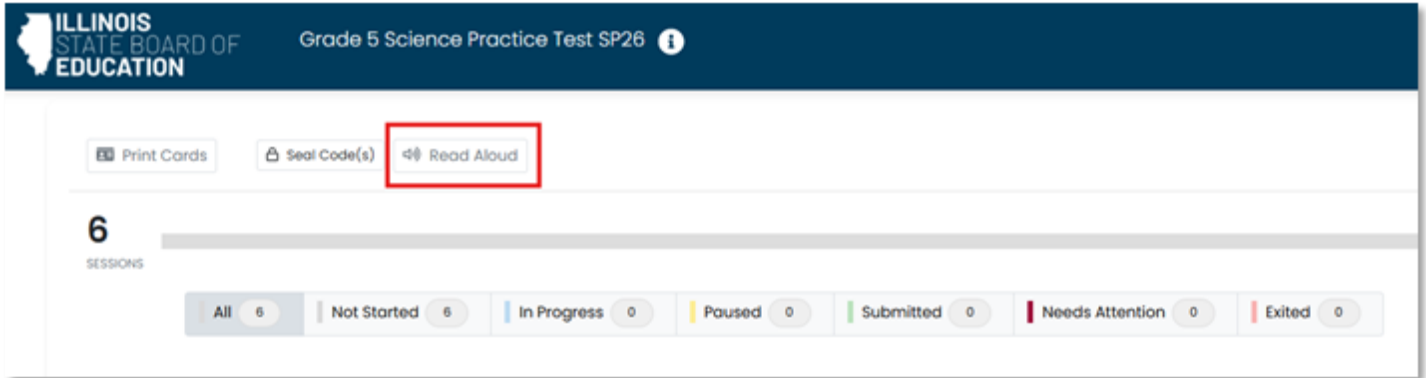 ILLINOIS
STATE BOARD OF
EDUCATION
Grade 5 Science Practice Test SP26 i
Print Cards Seal Code(s) Read Aloud
6
SESSIONS
All 6 Not Started 6 In Progress 0 Paused 0 Submitted 0 Needs Attention 0 Exited 0